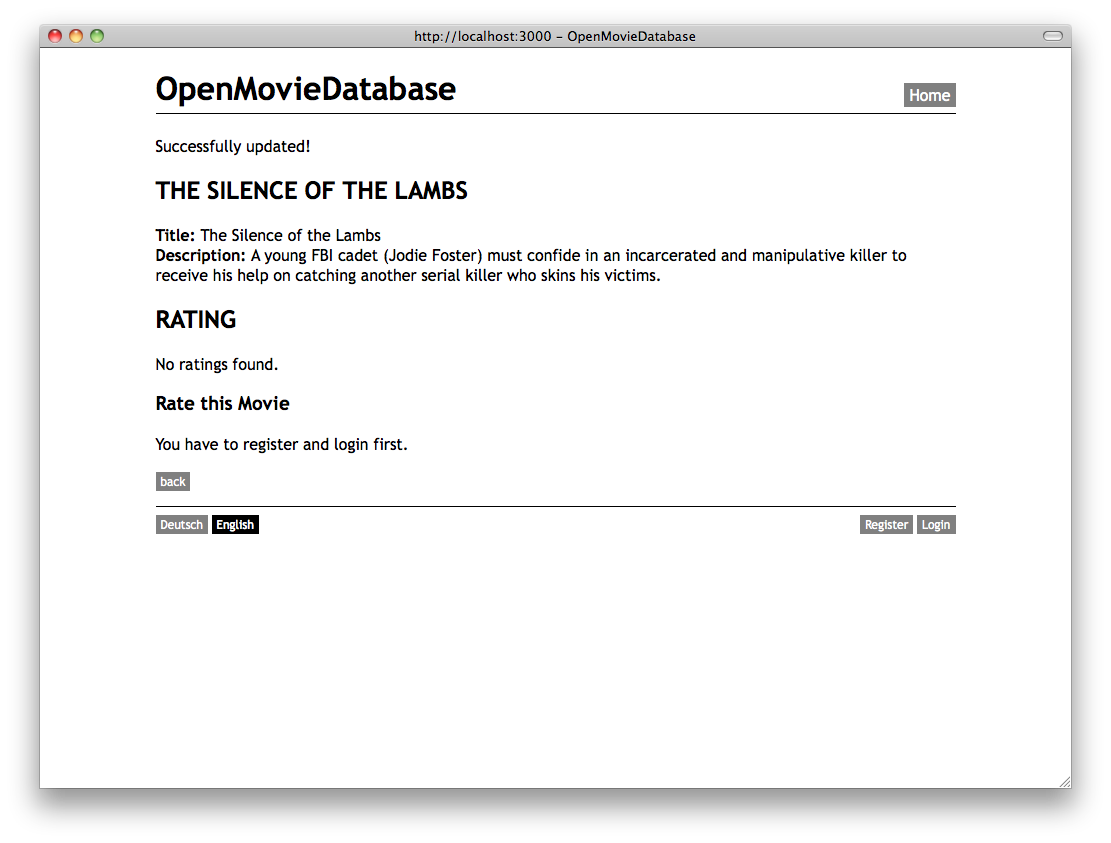 http://localhost:3000 – OpenMovieDatabase
OpenMovieDatabase
Home
Successfully updated!
THE SILENCE OF THE LAMBS
Title: The Silence of the Lambs
Description: A young FBI cadet (Jodie Foster) must confide in an incarcerated and manipulative killer to
receive his help on catching another serial killer who skins his victims.
RATING
No ratings found.
Rate this Movie
You have to register and login first.
back
Deutsch English Register Login